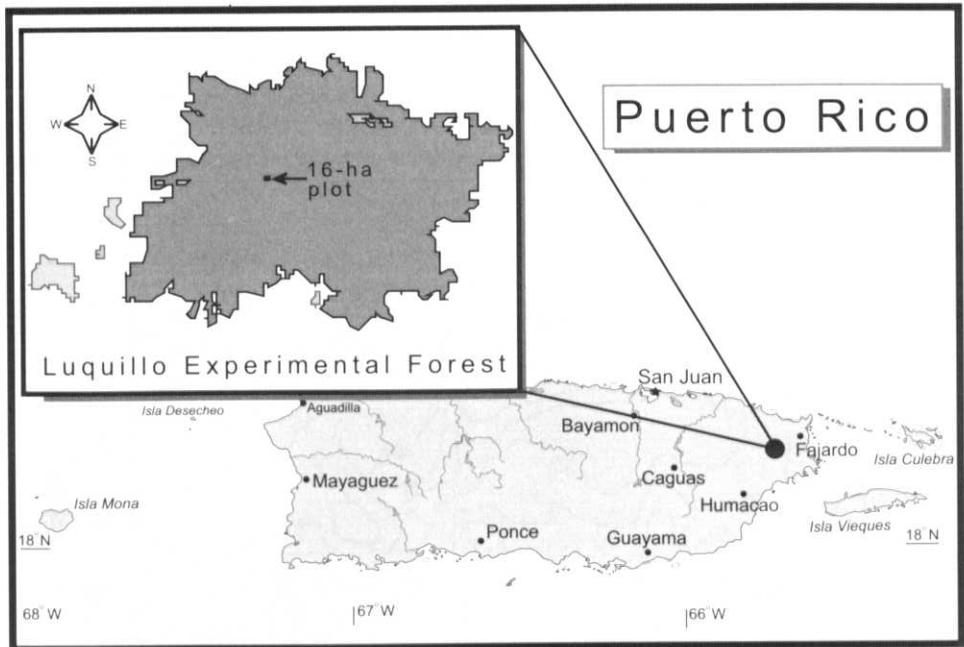 Puerto Rico
N
W E
S
16-ha
plot
Luquillo Experimental Forest
San Juan
Isla Desecheo
Aguadilla
Bayamon
Fajardo
Isla Culebra
Mayaguez
Caguas
Isla Mona
Humacao
Isla Vieques
Ponce
Guayama
18°N
18°N
68°W
67°W
66°W